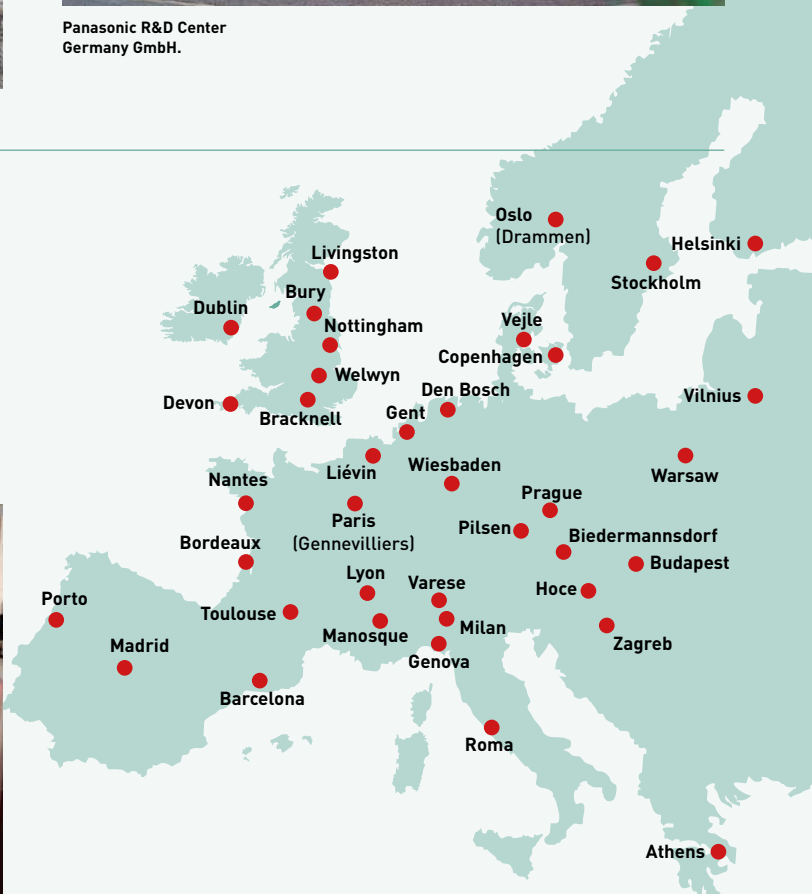 Panasonic R&D Center
Germany GmbH.
Oslo
(Drammen)
Helsinki
Stockholm
Livingston
Bury
Dublin
Nottingham
Vejle
Copenhagen
Welwyn
Den Bosch
Devon
Bracknell
Gent
Vilnius
Liévin
Wiesbaden
Warsaw
Nantes
Prague
Paris
(Gennevilliers)
Pilsen
Biedermannsdorf
Bordeaux
Budapest
Lyon
Varese
Hoce
Porto
Toulouse
Manosque
Milan
Zagreb
Madrid
Genova
Barcelona
Roma
Athens